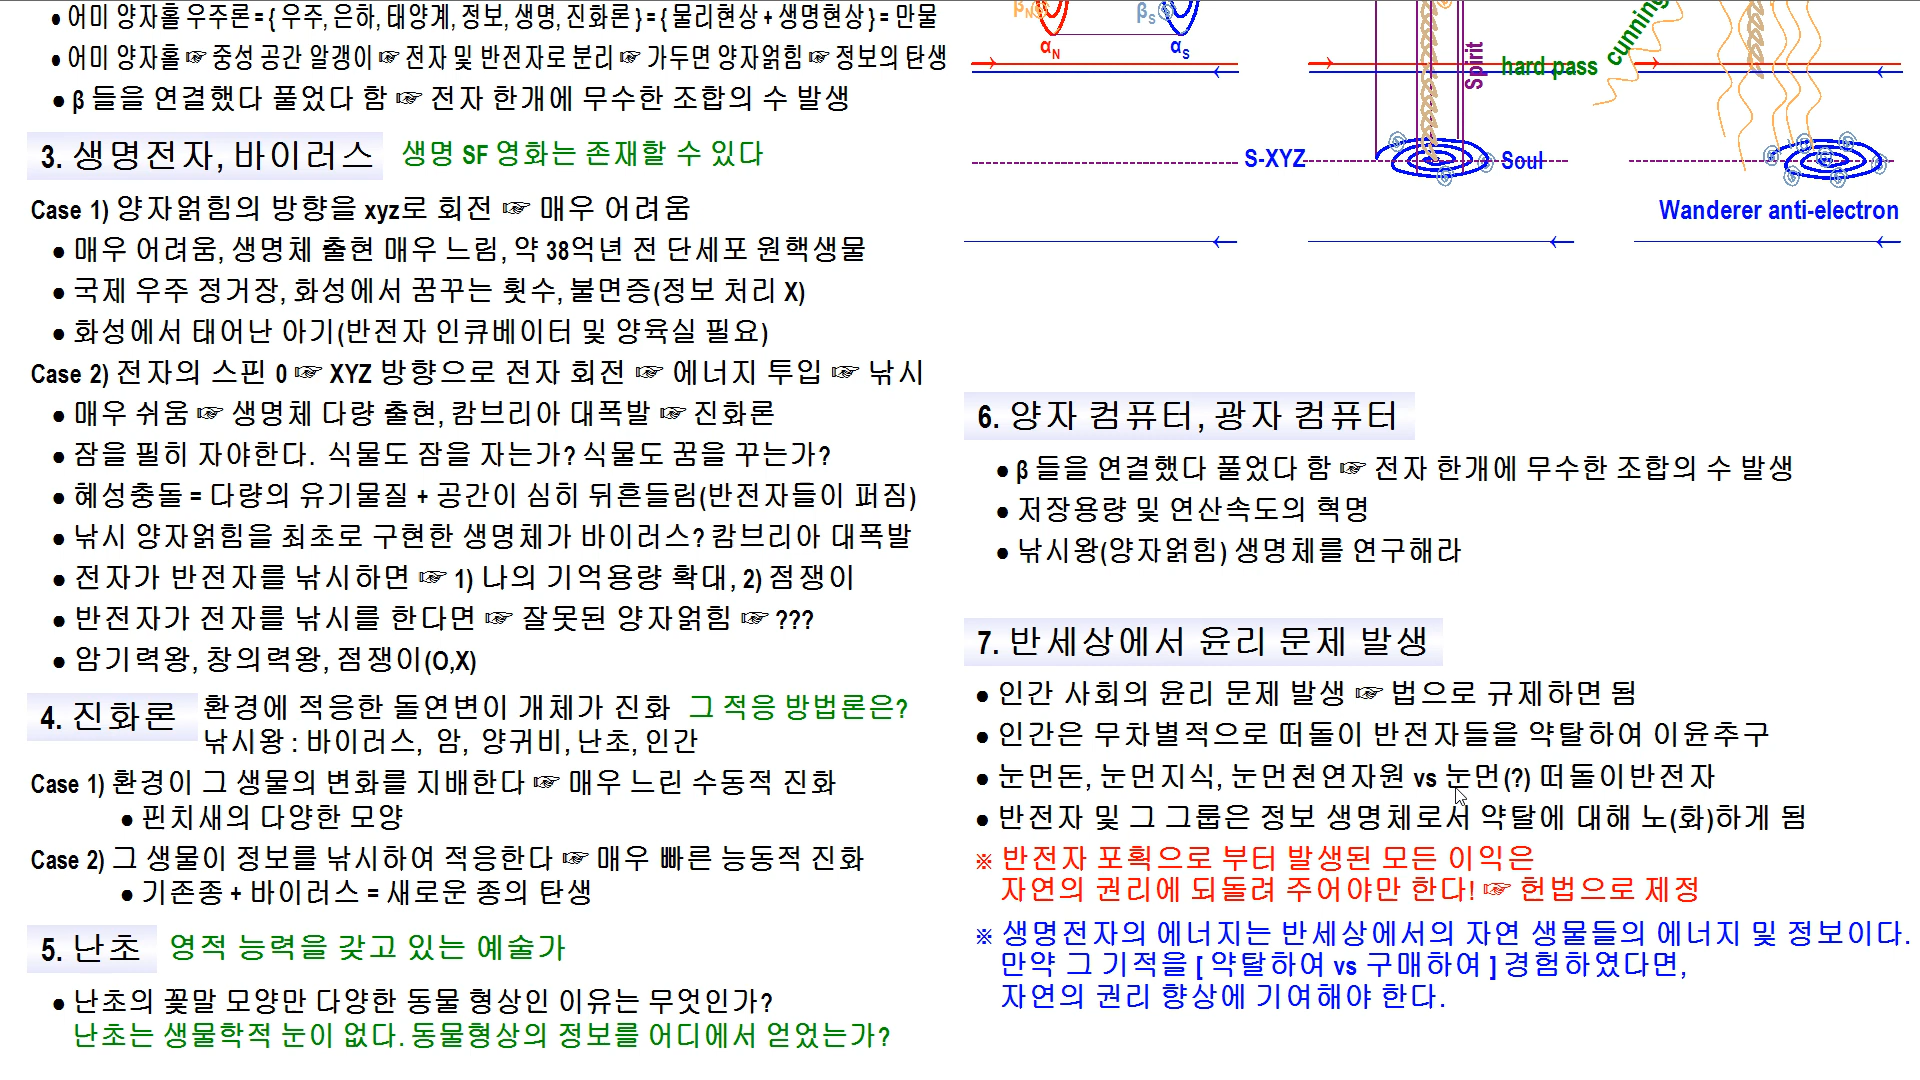 ● 어미 양자홀 우주론 = { 우주, 은하, 태양계, 정보, 생명, 진화론 } = { 물리현상 + 생명현상 } = 만물
● 어미 양자홀 ☞ 중성 공간 알갱이 ☞ 전자 및 반전자로 분리 ☞ 가두면 양자얽힘 ☞ 정보의 탄생
● β 들을 연결했다 풀었다 함 ☞ 전자 한개에 무수한 조합의 수 발생
3. 생명전자, 바이러스 생명 SF 영화는 존재할 수 있다
Case 1) 양자얽힘의 방향을 xyz로 회전 ☞ 매우 어려움
● 매우 어려움, 생명체 출현 매우 느림, 약 38억년 전 단세포 원핵생물
● 국제 우주 정거장, 화성에서 꿈꾸는 횟수, 불면증(정보 처리 X)
● 화성에서 태어난 아기(반전자 인큐베이터 및 양육실 필요)
Case 2) 전자의 스핀 0 ☞ XYZ 방향으로 전자 회전 ☞ 에너지 투입 ☞ 낚시
● 매우 쉬움 ☞ 생명체 다량 출현, 캄브리아 대폭발 ☞ 진화론
● 잠을 필히 자야한다. 식물도 잠을 자는가? 식물도 꿈을 꾸는가?
● 혜성충돌 = 다량의 유기물질 + 공간이 심히 뒤흔들림(반전자들이 퍼짐)
● 낚시 양자얽힘을 최초로 구현한 생명체가 바이러스? 캄브리아 대폭발
● 전자가 반전자를 낚시하면 ☞ 1) 나의 기억용량 확대, 2) 점쟁이
● 반전자가 전자를 낚시를 한다면 ☞ 잘못된 양자얽힘 ☞ ???
● 암기력왕, 창의력왕, 점쟁이(O,X)
4. 진화론 환경에 적응한 돌연변이 개체가 진화 그 적응 방법론은?
낚시왕 : 바이러스, 암, 양귀비, 난초, 인간
Case 1) 환경이 그 생물의 변화를 지배한다 ☞ 매우 느린 수동적 진화
● 핀치새의 다양한 모양
Case 2) 그 생물이 정보를 낚시하여 적응한다 ☞ 매우 빠른 능동적 진화
● 기존종 + 바이러스 = 새로운 종의 탄생
5. 난초 영적 능력을 갖고 있는 예술가
● 난초의 꽃말 모양만 다양한 동물 형상인 이유는 무엇인가?
난초는 생물학적 눈이 없다. 동물형상의 정보를 어디에서 얻었는가?
βN βS
αN αS
Spirit
hard pass
cunning
S-XYZ
Soul
Wanderer anti-electron
6. 양자 컴퓨터, 광자 컴퓨터
● β 들을 연결했다 풀었다 함 ☞ 전자 한개에 무수한 조합의 수 발생
● 저장용량 및 연산속도의 혁명
● 낚시왕(양자얽힘) 생명체를 연구해라
7. 반세상에서 윤리 문제 발생
● 인간 사회의 윤리 문제 발생 ☞ 법으로 규제하면 됨
● 인간은 무차별적으로 떠돌이 반전자들을 약탈하여 이윤추구
● 눈먼돈, 눈먼지식, 눈먼천연자원 vs 눈먼(?) 떠돌이반전자
● 반전자 및 그 그룹은 정보 생명체로서 약탈에 대해 노(화)하게 됨
※ 반전자 포획으로 부터 발생된 모든 이익은
자연의 권리에 되돌려 주어야만 한다! ☞ 헌법으로 제정
※ 생명전자의 에너지는 반세상에서의 자연 생물들의 에너지 및 정보이다.
만약 그 기적을 [ 약탈하여 vs 구매하여 ] 경험하였다면,
자연의 권리 향상에 기여해야 한다.